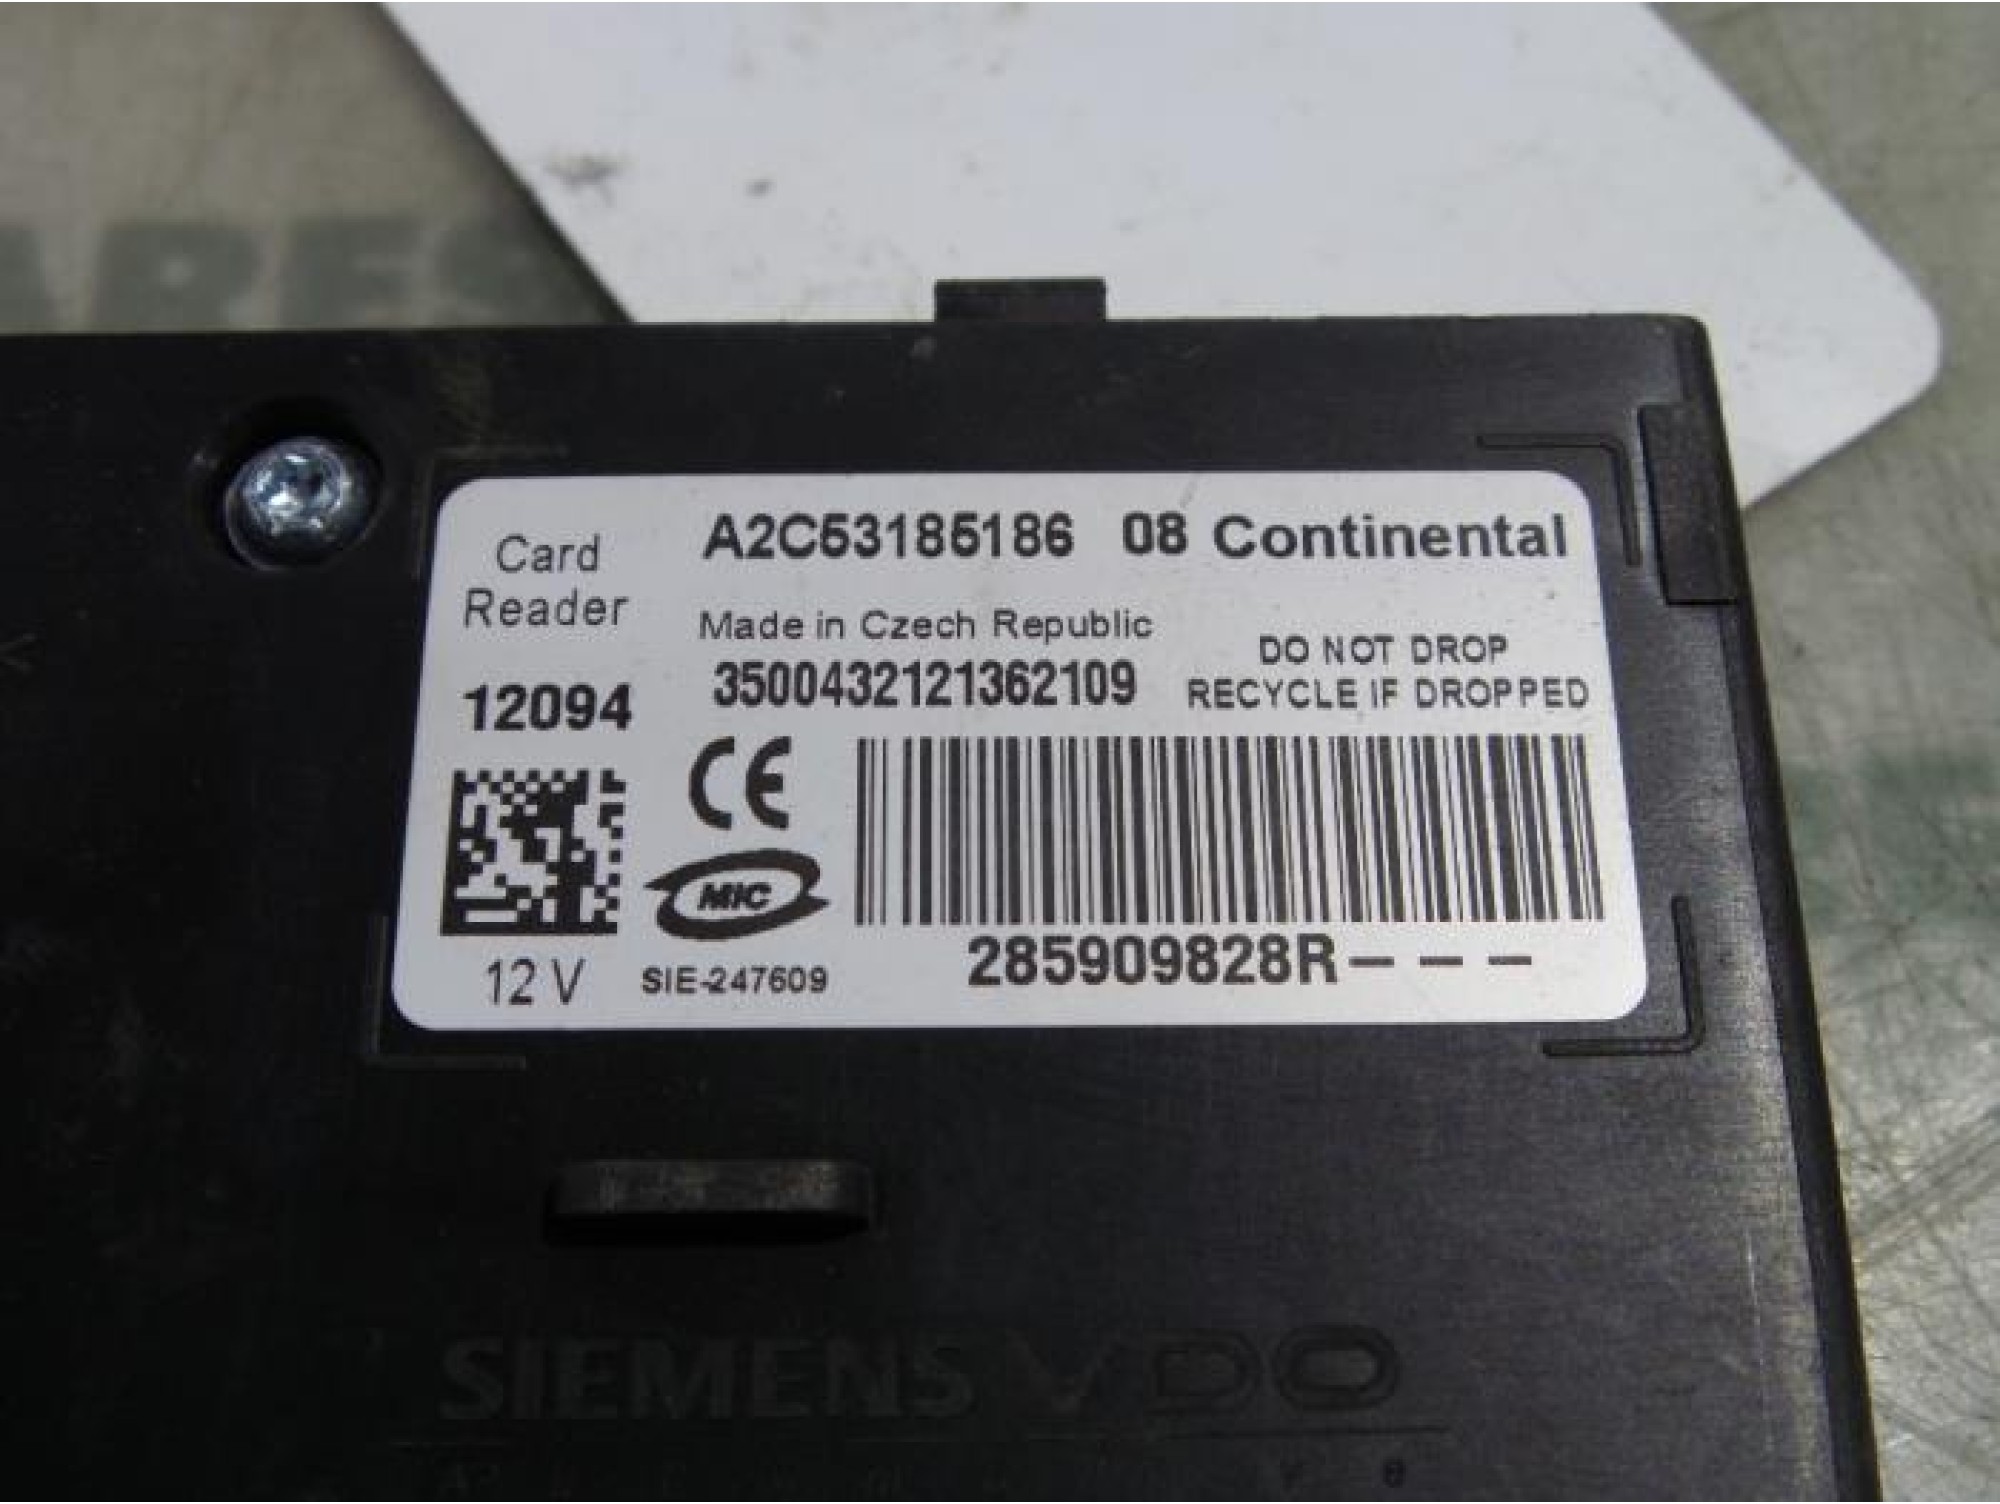 Card
Reader
12094
12 V
A2C53185186 08 Continental
Made in Czech Republic
3500432121362109
DO NOT DROP
RECYCLE IF DROPPED
CE
MIC
SIE-247609
285909828R– – –
SIEMENS VDO